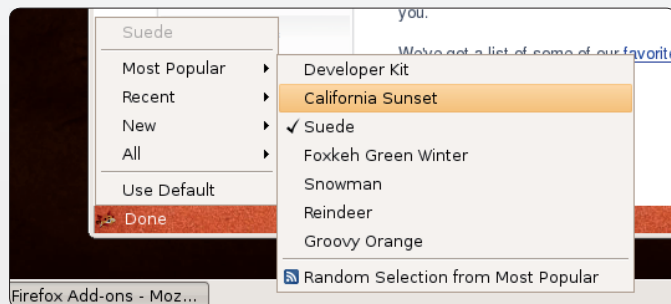 you.
We've got a list of some of our favorite
Suede
Most Popular
Recent
New
All
Use Default
Done
Developer Kit
California Sunset
Suede
Foxkeh Green Winter
Snowman
Reindeer
Groovy Orange
Random Selection from Most Popular
Firefox Add-ons - Moz...